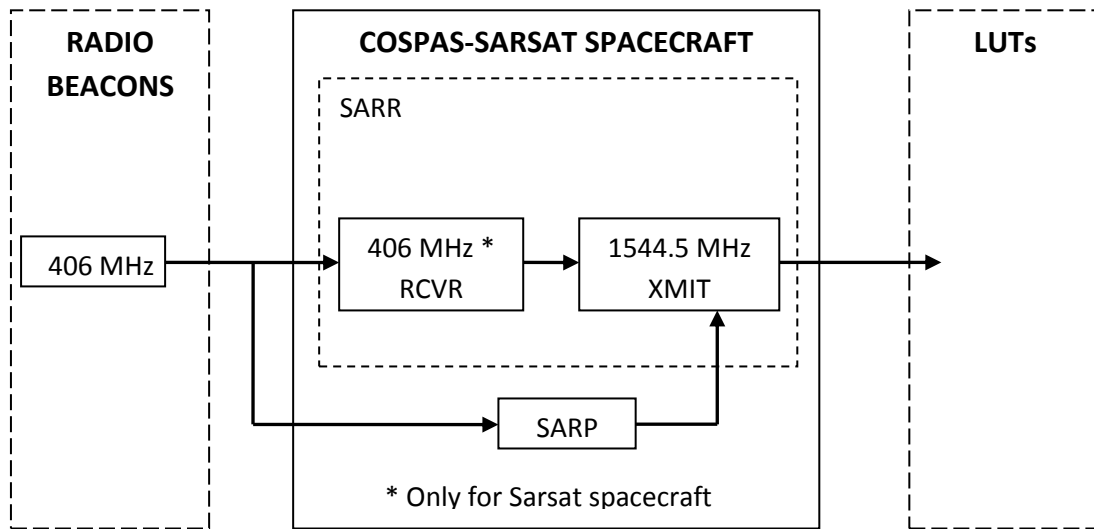 RADIO
BEACONS
COSPAS-SARSAT SPACECRAFT
LUTs
SARR
406 MHz
406 MHz *
RCVR
1544.5 MHz
XMIT
SARP
* Only for Sarsat spacecraft